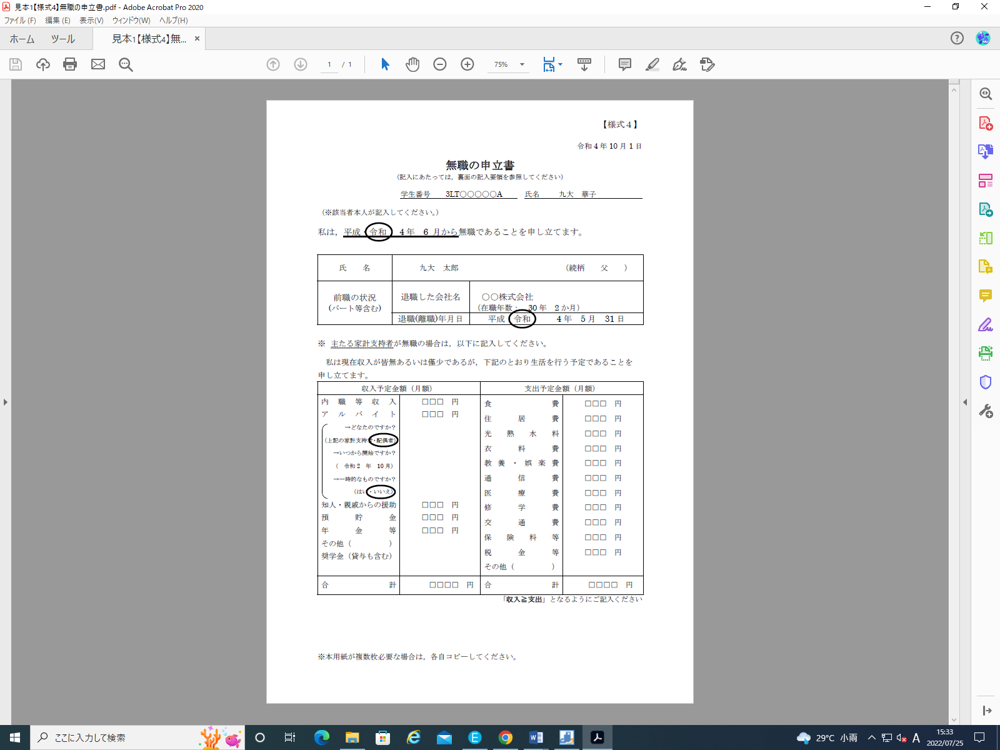 見本1【様式4】無職の申立書.pdf - Adobe Acrobat Pro 2020
ファイル(F) 編集(E) 表示(V) ウィンドウ(W) ヘルプ(H)
ホーム ツール 見本1【様式4】無... ×
1 / 1 75%
【様式４】
令和 4 年 10 月 1 日
無職の申立書
（記入にあたっては，裏面の記入要領を参照してください）
学生番号 3LT○○○○○A 氏名 九大 華子
（※該当者本人が記入してください。）
私は，平成・令和 4 年 6 月から無職であることを申し立てます。
氏 名 九大 太郎 （続柄 父 ）
前職の状況 退職した会社名 ○○株式会社
(パート等含む) （在職年数： 30 年 2 か月）
退職(離職)年月日 平成 令和 4 年 5 月 31 日
※ 主たる家計支持者が無職の場合は，以下に記入してください。
私は現在収入が皆無あるいは僅少であるが，下記のとおり生活を行う予定であることを
申し立てます。
収入予定金額（月額） 支出予定金額（月額）
内職等収入 □□□ 円 食費 □□□ 円
アルバイト □□□ 円 住居費 □□□ 円
→どなたのですか？ 光熱水料 □□□ 円
（上記の家計支持者・配偶者） 衣料費 □□□ 円
→いつから開始ですか？ 教養・娯楽費 □□□ 円
（ 令和 2 年 10 月） 通信費 □□□ 円
→一時的なものですか？ 医療費 □□□ 円
（はい・いいえ）
知人・親戚からの援助 □□□ 円 修学費 □□□ 円
預貯金 □□□ 円 交通費 □□□ 円
年金等 □□□ 円 保険料等 □□□ 円
その他（ ） 税金等 □□□ 円
奨学金（貸与も含む） その他（ ）
合計 □□□□ 円 合計 □□□□ 円
「収入≧支出」となるようにご記入ください
※本用紙が複数枚必要な場合は，各自コピーしてください。
ここに入力して検索 29°C 小雨 A 15:33
2022/07/25